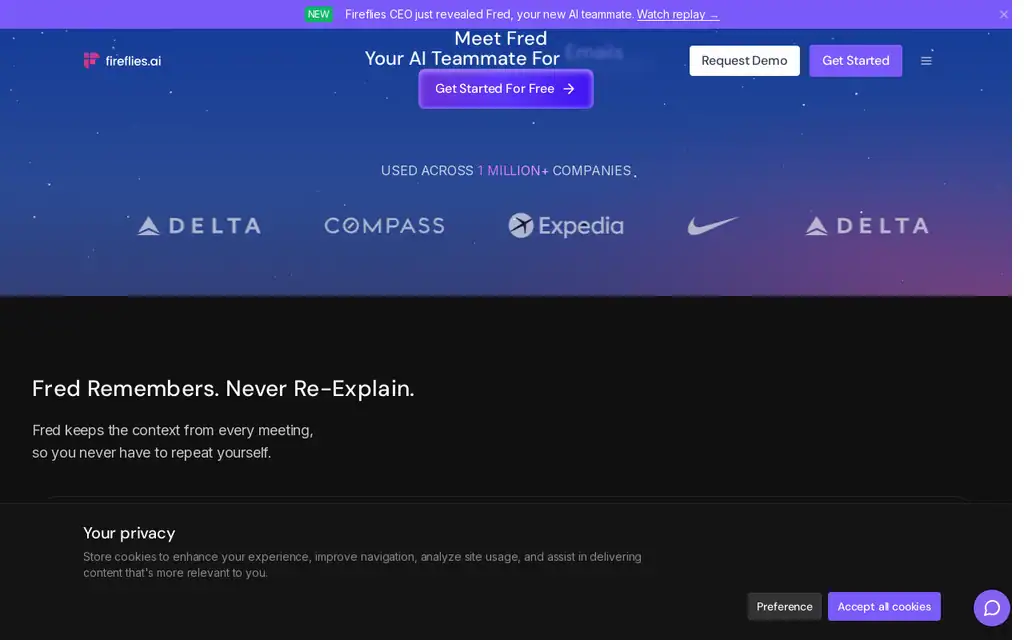 NEW Fireflies CEO just revealed Fred, your new AI teammate. Watch replay →
fireflies.ai
Meet Fred
Your AI Teammate For Emails
Request Demo
Get Started
Get Started For Free →
USED ACROSS 1 MILLION+ COMPANIES
DELTA COMPASS Expedia DELTA
Fred Remembers. Never Re-Explain.
Fred keeps the context from every meeting,
so you never have to repeat yourself.
Your privacy
Store cookies to enhance your experience, improve navigation, analyze site usage, and assist in delivering
content that's more relevant to you.
Preference
Accept all cookies